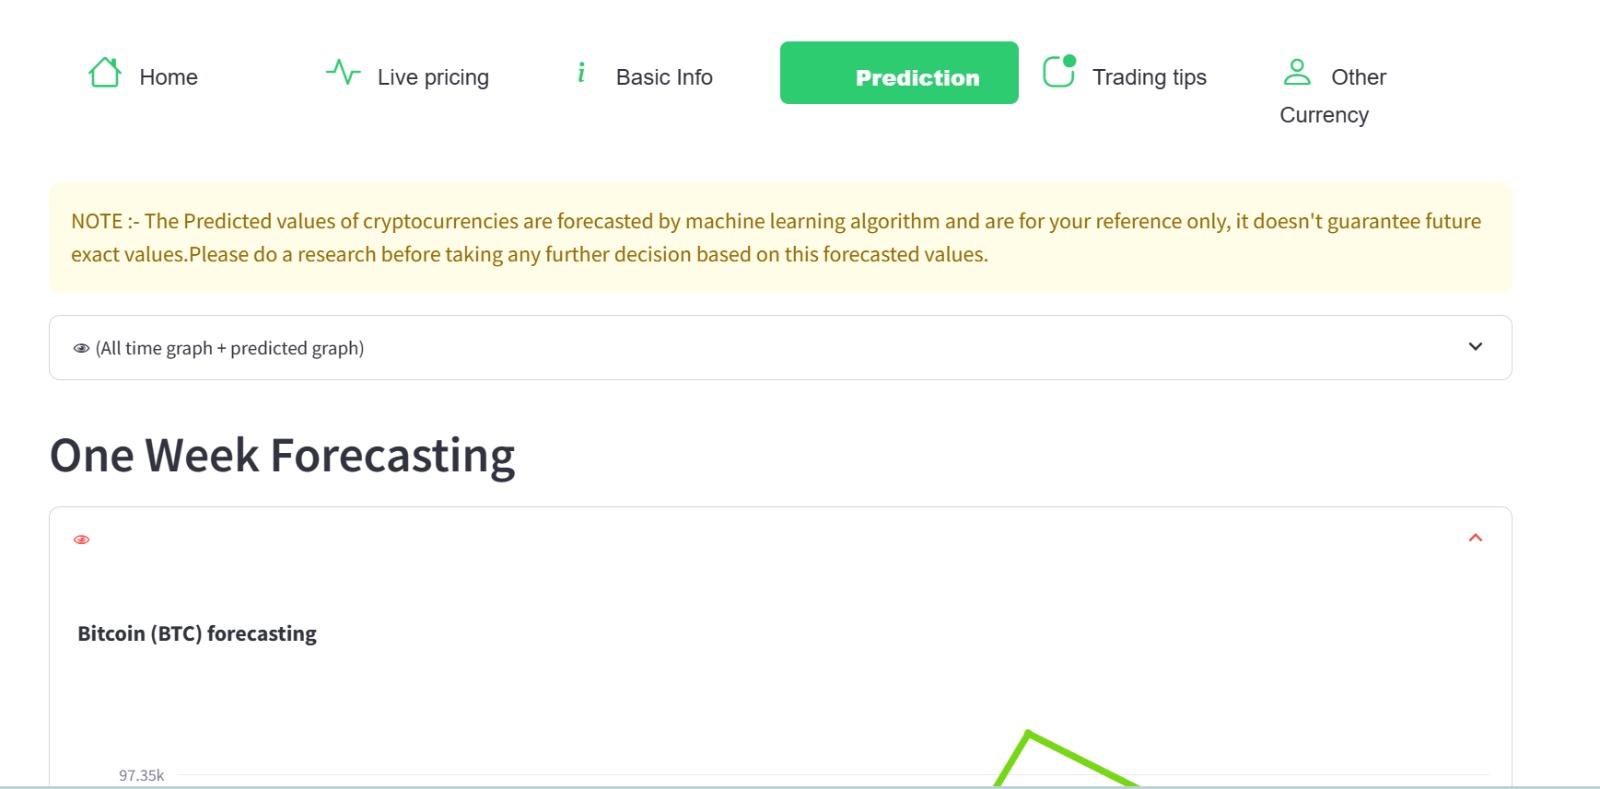 Home
Live pricing
i
Basic Info
Prediction
Trading tips
Other
Currency
NOTE :- The Predicted values of cryptocurrencies are forecasted by machine learning algorithm and are for your reference only, it doesn't guarantee future
exact values.Please do a research before taking any further decision based on this forecasted values.
(All time graph + predicted graph)
One Week Forecasting
Bitcoin (BTC) forecasting
97.35k